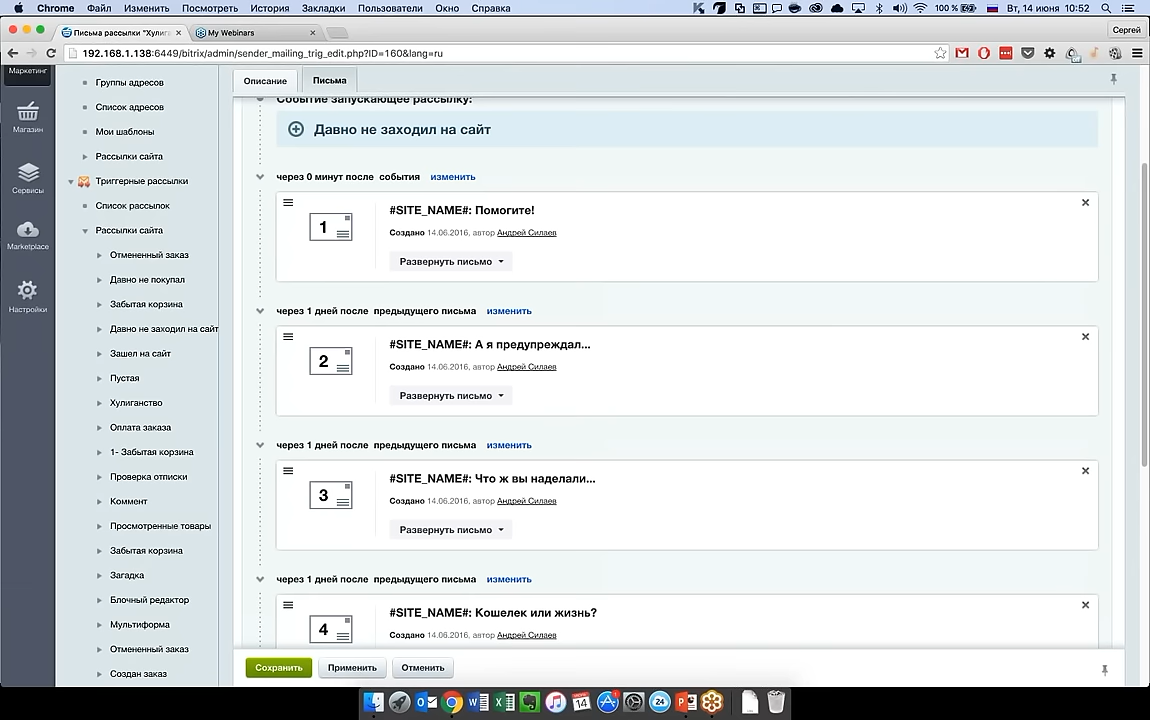 Chrome Файл Изменить Посмотреть История Закладки Пользователи Окно Справка
100 % Вт, 14 июня 10:52
Письма рассылки "Хулига
My Webinars
Сергей
192.168.1.138:6449/bitrix/admin/sender_mailing_trig_edit.php?ID=160&lang=ru
Маркетинг
Магазин
Сервисы
Marketplace
Настройки
Группы адресов
Список адресов
Мои шаблоны
Рассылки сайта
Триггерные рассылки
Список рассылок
Рассылки сайта
Отмененный заказ
Давно не покупал
Забытая корзина
Давно не заходил на сайт
Зашел на сайт
Пустая
Хулиганство
Оплата заказа
1- Забытая корзина
Проверка отписки
Коммент
Просмотренные товары
Забытая корзина
Загадка
Блочный редактор
Мультиформа
Отмененный заказ
Создан заказ
Описание
Письма
Событие запускающее рассылку:
Давно не заходил на сайт
через 0 минут после события изменить
1
#SITE_NAME#: Помогите!
Создано 14.06.2016, автор Андрей Силаев
Развернуть письмо
через 1 дней после предыдущего письма изменить
2
#SITE_NAME#: А я предупреждал...
Создано 14.06.2016, автор Андрей Силаев
Развернуть письмо
через 1 дней после предыдущего письма изменить
3
#SITE_NAME#: Что ж вы наделали...
Создано 14.06.2016, автор Андрей Силаев
Развернуть письмо
через 1 дней после предыдущего письма изменить
4
#SITE_NAME#: Кошелек или жизнь?
Создано 14.06.2016, автор Андрей Силаев
Сохранить
Применить
Отменить
14
24